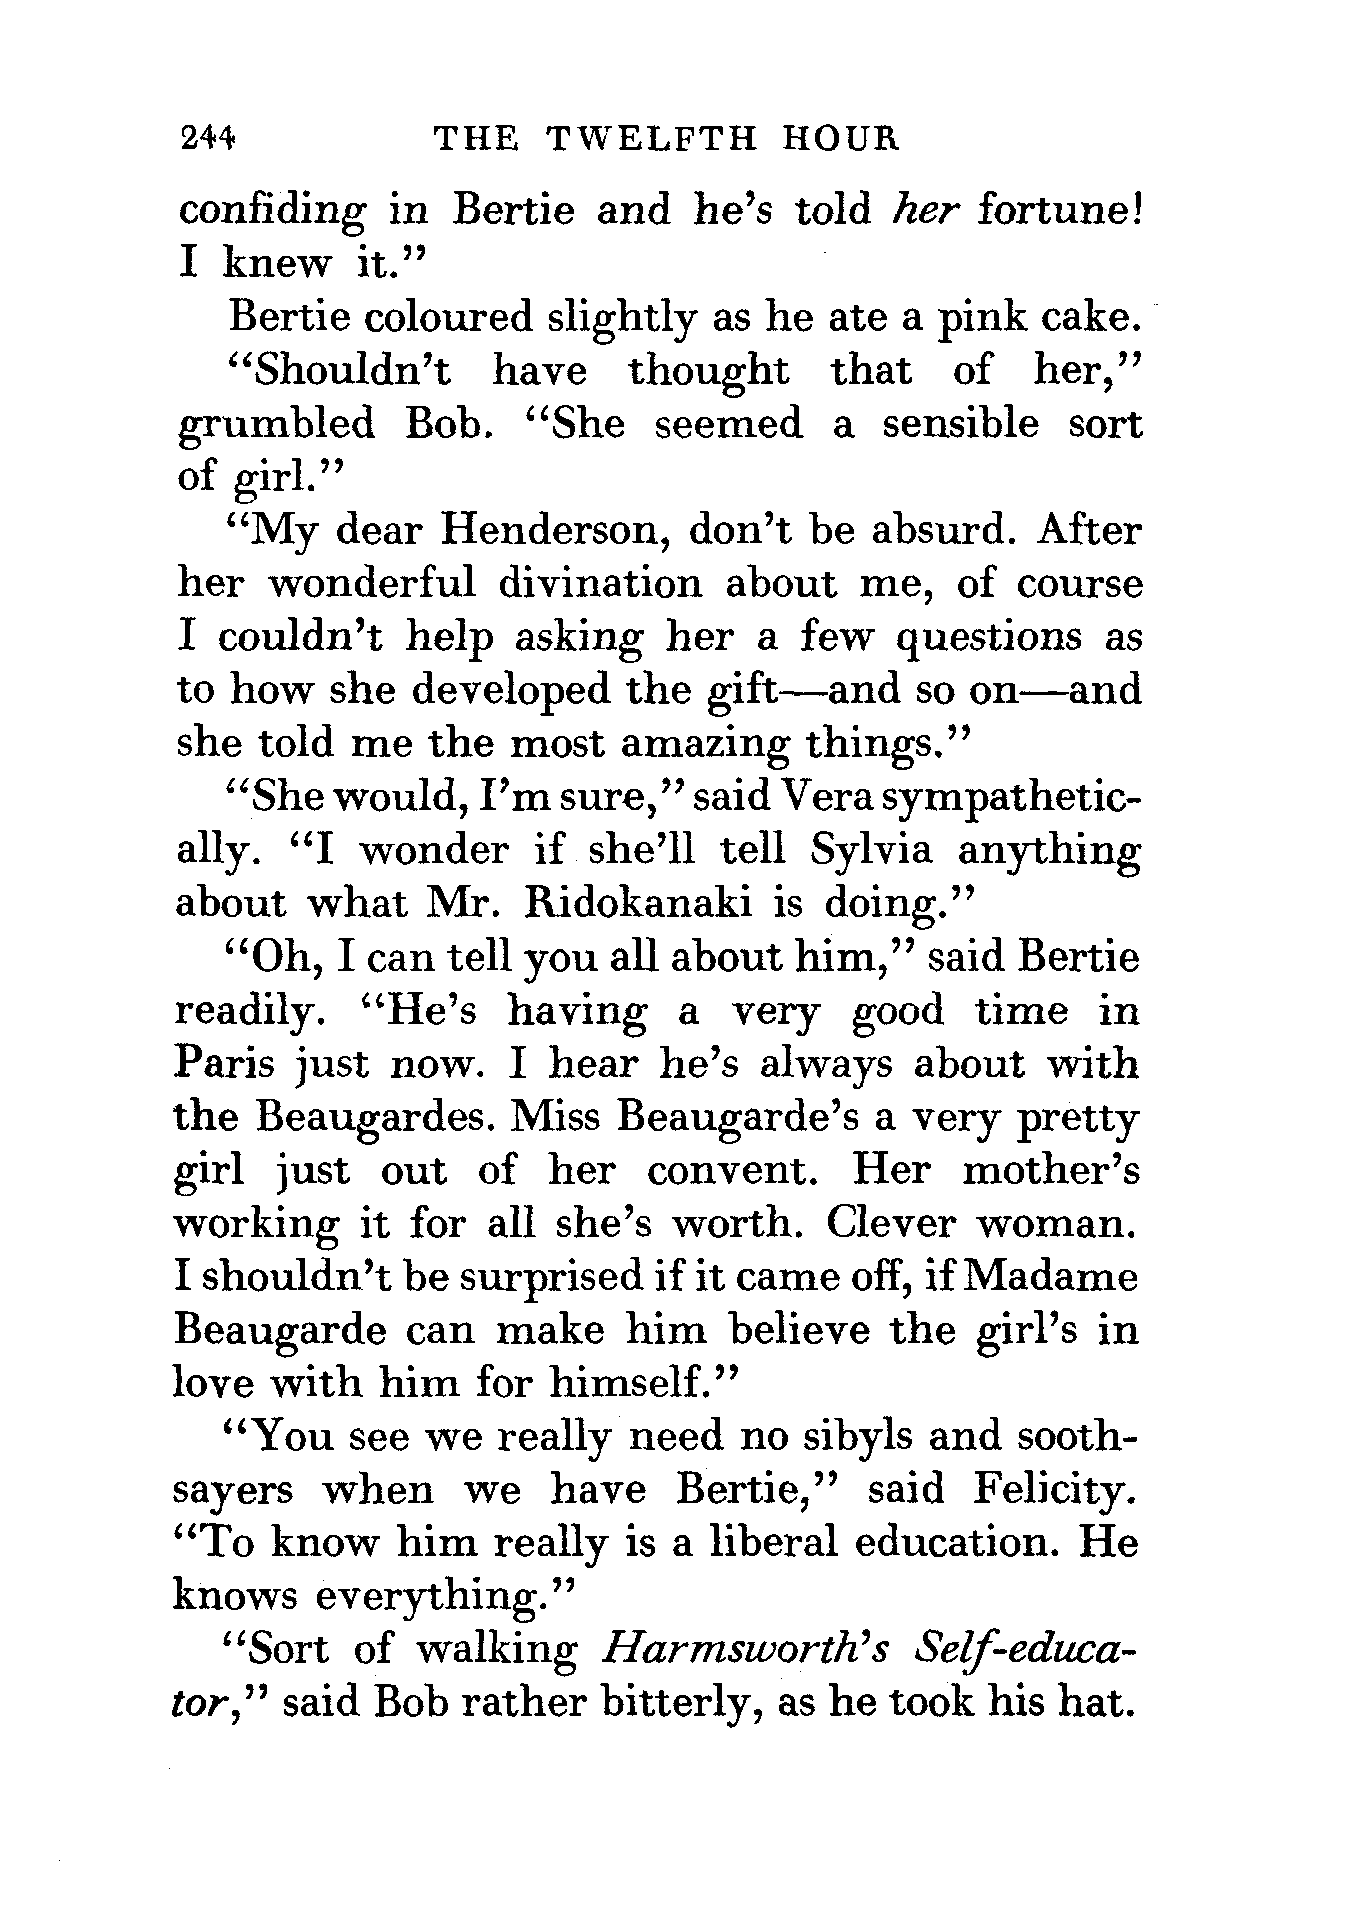 244 THE TWELFTH HOUR
confiding in Bertie and he's told her fortune!
I knew it."
Bertie coloured slightly as he ate a pink cake.
"Shouldn't have thought that of her,"
grumbled Bob. "She seemed a sensible sort
of girl."
"My dear Henderson, don't be absurd. After
her wonderful divination about me, of course
I couldn't help asking her a few questions as
to how she developed the gift—and so on—and
she told me the most amazing things."
"She would, I'm sure," said Vera sympathetic-
ally. "I wonder if she'll tell Sylvia anything
about what Mr. Ridokanaki is doing."
"Oh, I can tell you all about him," said Bertie
readily. "He's having a very good time in
Paris just now. I hear he's always about with
the Beaugardes. Miss Beaugarde's a very pretty
girl just out of her convent. Her mother's
working it for all she's worth. Clever woman.
I shouldn't be surprised if it came off, if Madame
Beaugarde can make him believe the girl's in
love with him for himself."
"You see we really need no sibyls and sooth-
sayers when we have Bertie," said Felicity.
"To know him really is a liberal education. He
knows everything."
"Sort of walking Harmsworth's Self-educa-
tor," said Bob rather bitterly, as he took his hat.